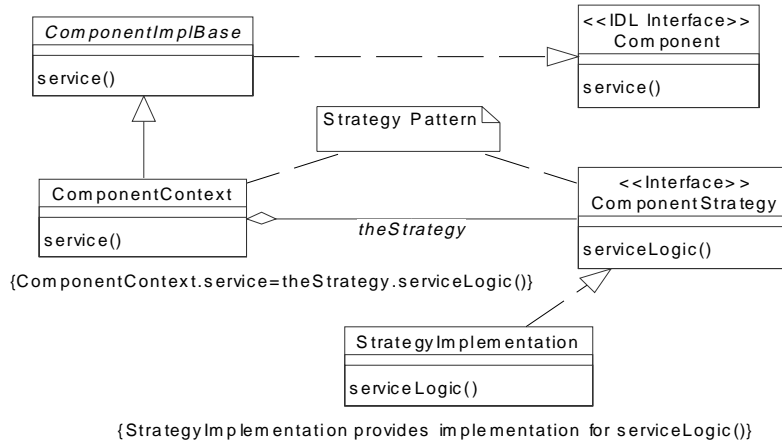 ComponentImplBase
service()
<<IDL Interface>>
Component
service()
Strategy Pattern
ComponentContext
service()
theStrategy
<<Interface>>
ComponentStrategy
serviceLogic()
{ComponentContext.service=theStrategy.serviceLogic()}
StrategyImplementation
serviceLogic()
{StrategyImplementation provides implementation for serviceLogic()}